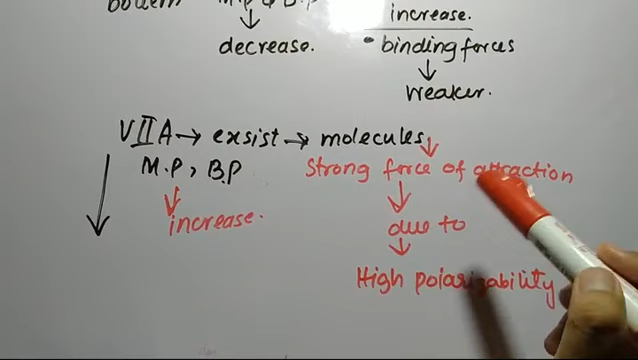 M.P & B.P
increase.
decrease.
binding forces
weaker.
VIIA → exsist → molecules
M.P, B.P
Strong force of attraction
increase.
due to
High polarizability